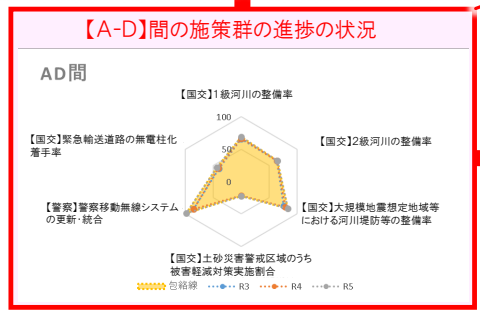 【A-D】間の施策群の進捗の状況
AD間
【国交】1級河川の整備率
100
【国交】緊急輸送道路の無電柱化
着手率
50
【国交】2級河川の整備率
0
【警察】警察移動無線システム
の更新・統合
【国交】大規模地震想定地域等
における河川堤防等の整備率
【国交】土砂災害警戒区域のうち
被害軽減対策実施割合
包絡線 R3 R4 R5